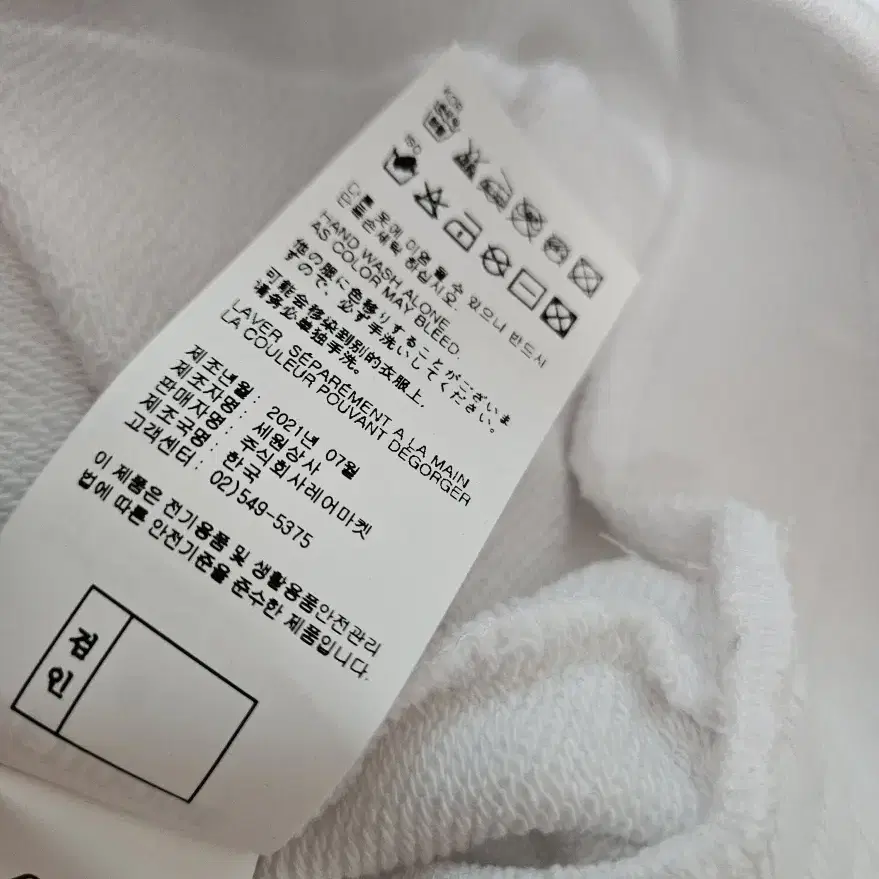 다른 옷에 이염 될 수 있으니 반드시
단독손세탁 하십시오.
HAND WASH ALONE
AS COLOR MAY BLEED.
他の服に色移りすることがございま
すので、必ず手洗いしてください。
可能会移染到别的衣服上,
请务必单独手洗。
LAVER SÉPARÉMENT A LA MAIN
LA COULEUR POUVANT DÉGORGER
제조년월: 2021년 07월
제조자명: 세원상사
판매자명: 주식회사레어마켓
제조국명: 한국
고객센터: 02)549-5375
이 제품은 전기용품 및 생활용품안전관리
법에 따른 안전기준을 준수한 제품입니다.
검인